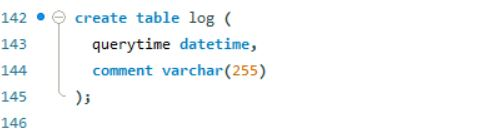 142 create table log (
143 querytime datetime,
144 comment varchar(255)
145 );
146